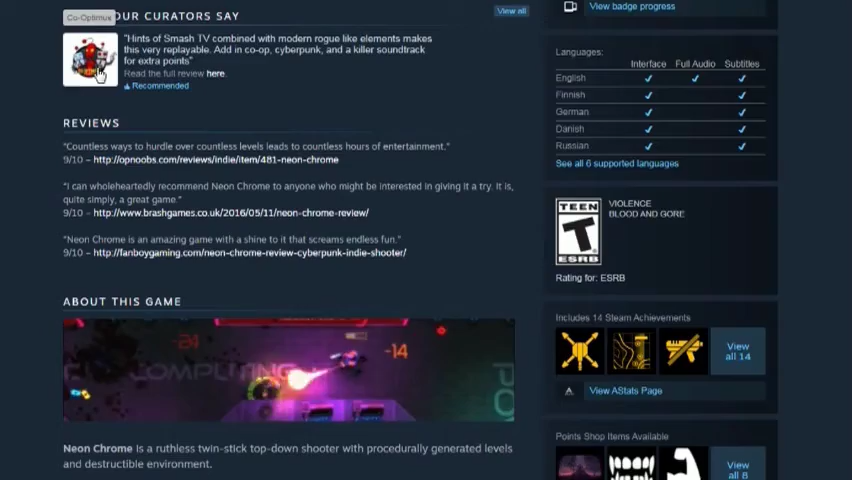 Co-Optimus
OUR CURATORS SAY
View all
"Hints of Smash TV combined with modern rogue like elements makes
this very replayable. Add in co-op, cyberpunk, and a killer soundtrack
for extra points"
Read the full review here.
Recommended
REVIEWS
"Countless ways to hurdle over countless levels leads to countless hours of entertainment."
9/10 – http://opnoobs.com/reviews/indie/item/481-neon-chrome
"I can wholeheartedly recommend Neon Chrome to anyone who might be interested in giving it a try. It is,
quite simply, a great game."
9/10 – http://www.brashgames.co.uk/2016/05/11/neon-chrome-review/
"Neon Chrome is an amazing game with a shine to it that screams endless fun."
9/10 – http://fanboygaming.com/neon-chrome-review-cyberpunk-indie-shooter/
ABOUT THIS GAME
-24
-14
COMPUTING
Neon Chrome is a ruthless twin-stick top-down shooter with procedurally generated levels
and destructible environment.
View badge progress
Languages:
Interface Full Audio Subtitles
English
Finnish
German
Danish
Russian
See all 6 supported languages
TEEN
T
ESRB
VIOLENCE
BLOOD AND GORE
Rating for: ESRB
Includes 14 Steam Achievements
View
all 14
View AStats Page
Points Shop Items Available
View
all 8